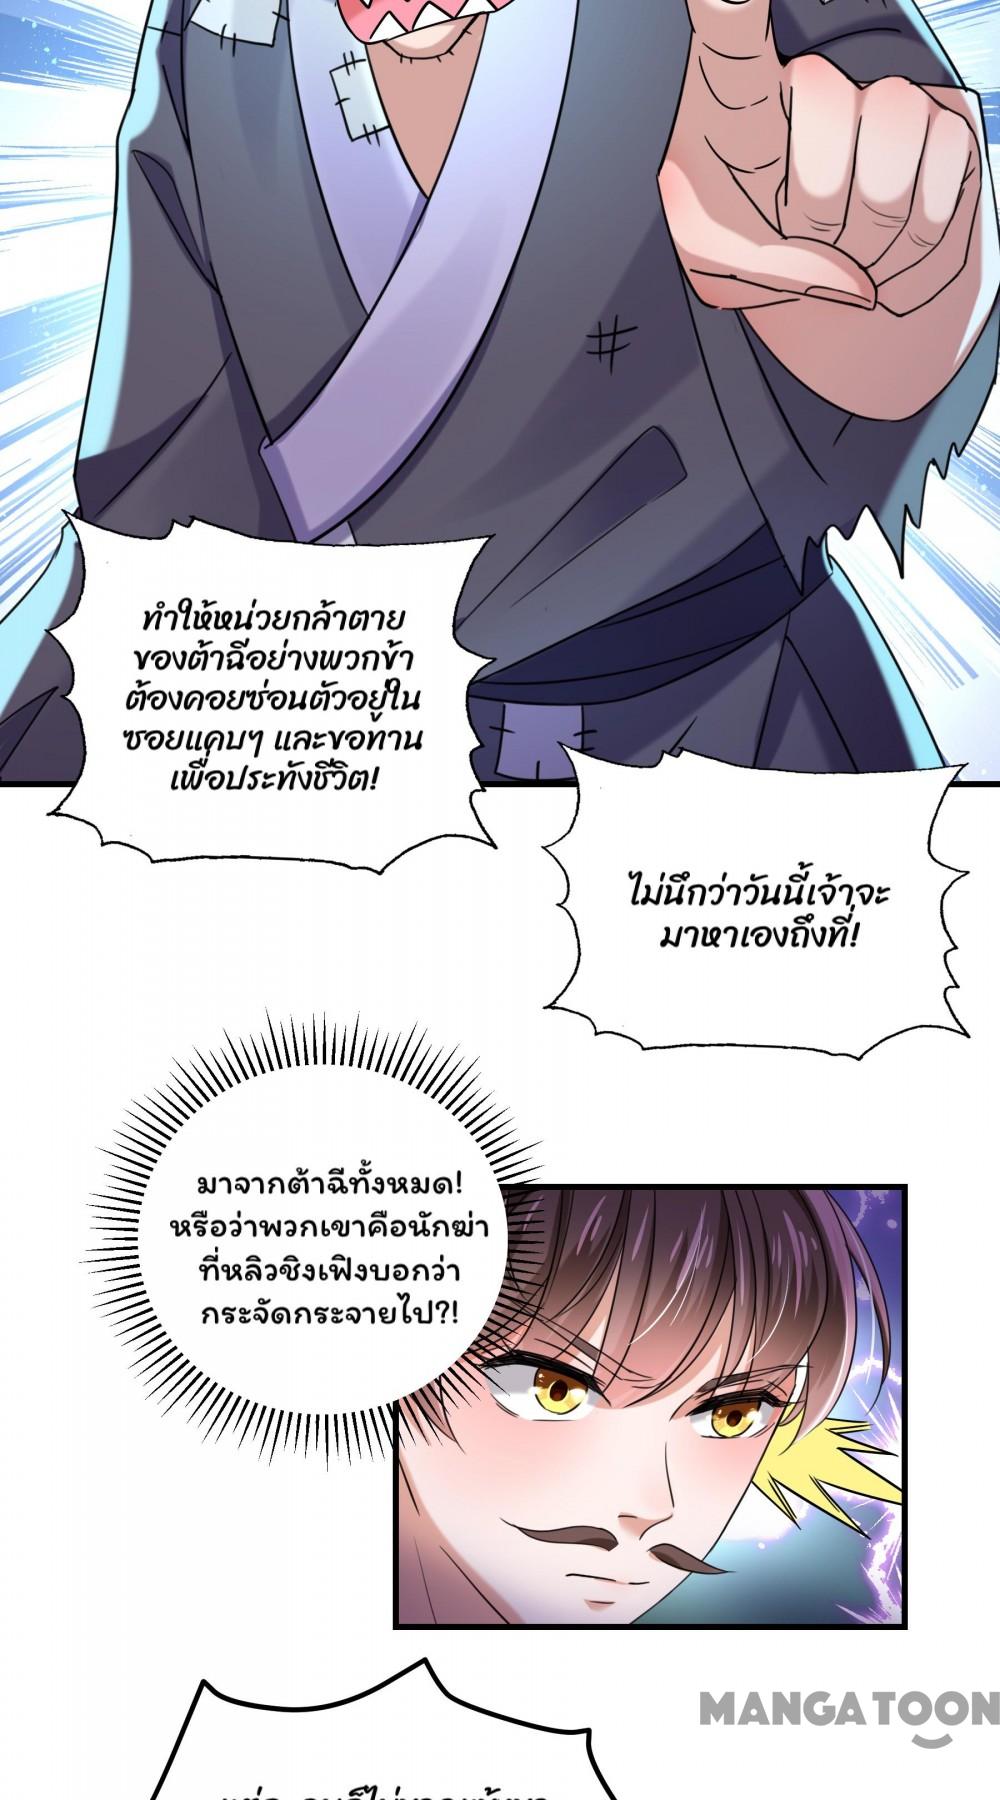 ทำให้หน่วยกล้าตาย
ของต้าฉีอย่างพวกข้า
ต้องคอยซ่อนตัวอยู่ใน
ซอยแคบๆ และขอทาน
เพื่อประทังชีวิต!
ไม่นึกว่าวันนี้เจ้าจะ
มาหาเองถึงที่!
มาจากต้าฉีทั้งหมด!
หรือว่าพวกเขาคือนักฆ่า
ที่หลิวชิงเฟิงบอกว่า
กระจัดกระจายไป?!
MANGATOON